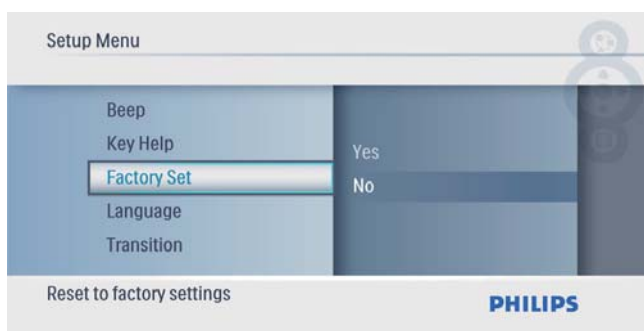 Setup Menu
Beep
Key Help
Factory Set
Language
Transition
Yes
No
Reset to factory settings
PHILIPS